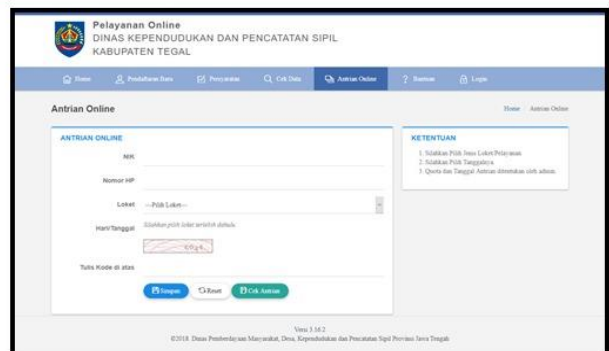 Pelayanan Online
DINAS KEPENDUDUKAN DAN PENCATATAN SIPIL
KABUPATEN TEGAL
Home Pendaftaran Baru Persyaratan Cek Data Antrian Online ? Bantuan Login
Antrian Online
Home / Antrian Online
ANTRIAN ONLINE
NIK
Nomor HP
Loket
---Pilih Loket---
Hari/Tanggal
Silahkan pilih loket terlebih dahulu
Tulis Kode di atas
Simpan Reset Cek Antrian
KETENTUAN
1. Silahkan Pilih Jenis Loket Pelayanan.
2. Silahkan Pilih Tanggalnya.
3. Quota dan Tanggal Antrian ditentukan oleh admin.
Versi 3.16.2
©2018. Dinas Pemberdayaan Masyarakat, Desa, Kependudukan dan Pencatatan Sipil Provinsi Jawa Tengah